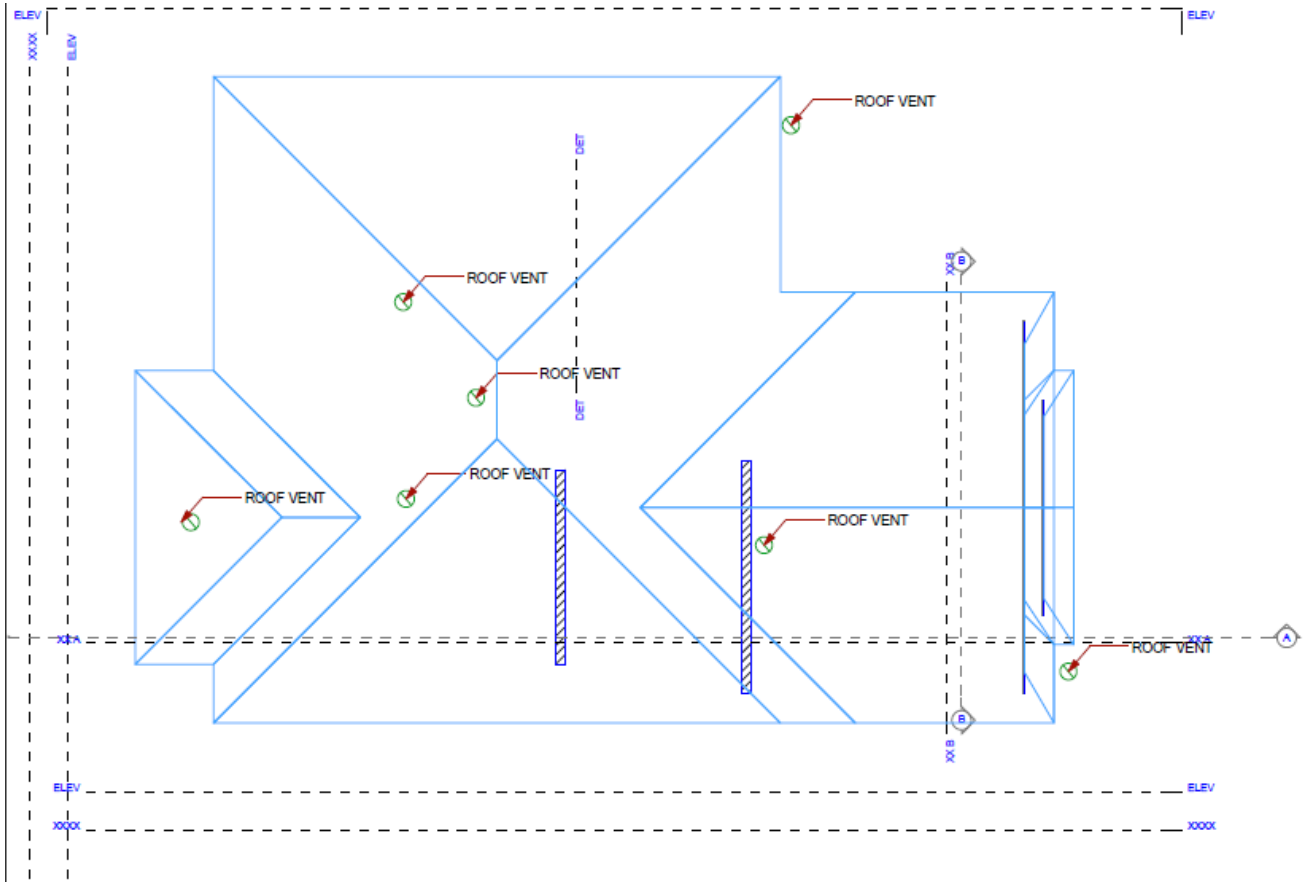 ELEV
ELEV
XXXX
ELEV
ROOF VENT
DET
XX-B
B
ROOF VENT
ROOF VENT
DET
ROOF VENT
ROOF VENT
ROOF VENT
XX A
XX A
A
ROOF VENT
B
XX B
ELEV
ELEV
XXXX
XXXX